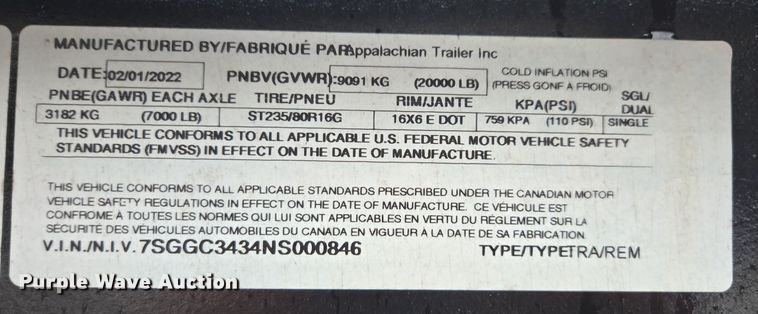 MANUFACTURED BY/FABRIQUÉ PAR Appalachian Trailer Inc
DATE: 02/01/2022 PNBV(GVWR): 9091 KG (20000 LB) COLD INFLATION PSI
(PRESS GONF A FROID)
PNBE(GAWR) EACH AXLE TIRE/PNEU RIM/JANTE KPA(PSI) SGL/
DUAL
3182 KG (7000 LB) ST235/80R16G 16X6 E DOT 759 KPA (110 PSI) SINGLE
THIS VEHICLE CONFORMS TO ALL APPLICABLE U.S. FEDERAL MOTOR VEHICLE SAFETY
STANDARDS (FMVSS) IN EFFECT ON THE DATE OF MANUFACTURE.
THIS VEHICLE CONFORMS TO ALL APPLICABLE STANDARDS PRESCRIBED UNDER THE CANADIAN MOTOR
VEHICLE SAFETY REGULATIONS IN EFFECT ON THE DATE OF MANUFACTURE. CE VÉHICULE EST
CONFROME À TOUTES LES NORMES QUI LUI SONT APPLICABLES EN VERTU DU RÉGLEMENT SUR LA
SÉCURITÉ DES VÉHICULES AUTOMOBILES DU CANADA EN VIGUEUR À LA DATE DE SA FABRICATION.
V.I.N./N.I.V. 7SGGC3434NS000846 TYPE/TYPE TRA/REM
Purple Wave Auction